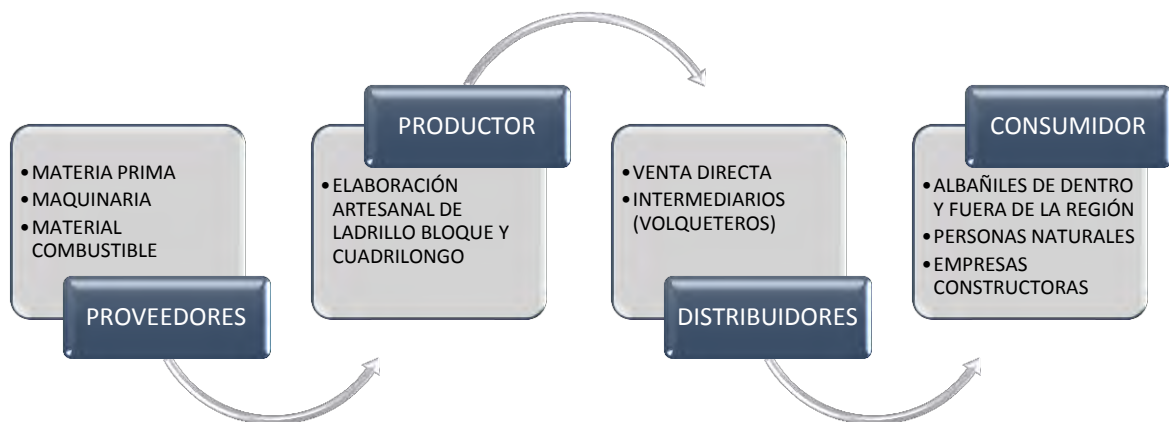 • MATERIA PRIMA
• MAQUINARIA
• MATERIAL
COMBUSTIBLE
PROVEEDORES
PRODUCTOR
• ELABORACIÓN
ARTESANAL DE
LADRILLO BLOQUE Y
CUADRILONGO
• VENTA DIRECTA
• INTERMEDIARIOS
(VOLQUETEROS)
DISTRIBUIDORES
CONSUMIDOR
• ALBAÑILES DE DENTRO
Y FUERA DE LA REGIÓN
• PERSONAS NATURALES
• EMPRESAS
CONSTRUCTORAS